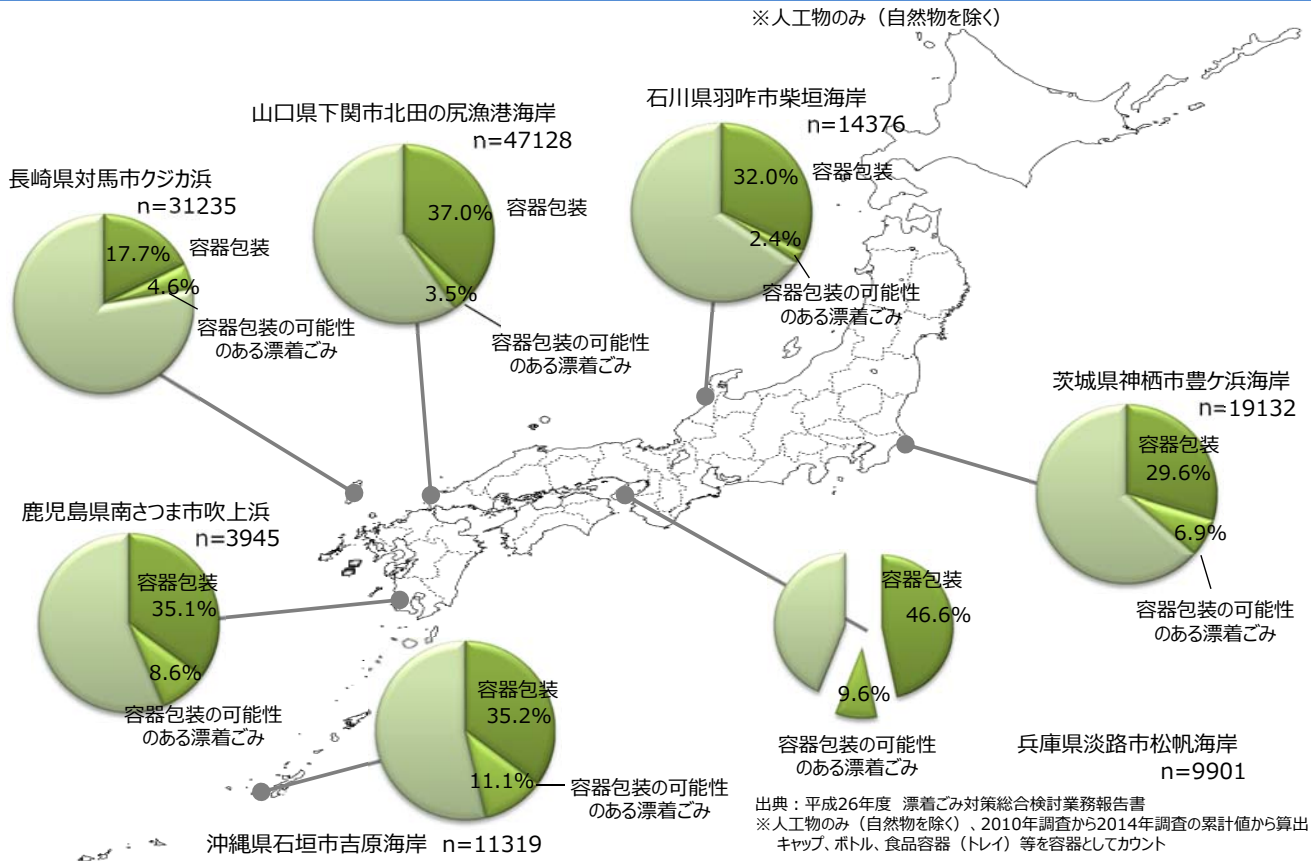 ※人工物のみ（自然物を除く）
石川県羽咋市柴垣海岸
n=14376
32.0%
容器包装
2.4%
容器包装の可能性
のある漂着ごみ
山口県下関市北田の尻漁港海岸
n=47128
37.0%
容器包装
3.5%
容器包装の可能性
のある漂着ごみ
長崎県対馬市クジカ浜
n=31235
17.7%
容器包装
4.6%
容器包装の可能性
のある漂着ごみ
茨城県神栖市豊ケ浜海岸
n=19132
容器包装
29.6%
6.9%
容器包装の可能性
のある漂着ごみ
鹿児島県南さつま市吹上浜
n=3945
容器包装
35.1%
8.6%
容器包装の可能性
のある漂着ごみ
容器包装
46.6%
9.6%
容器包装の可能性
のある漂着ごみ
兵庫県淡路市松帆海岸
n=9901
容器包装
35.2%
11.1%
容器包装の可能性
のある漂着ごみ
沖縄県石垣市吉原海岸 n=11319
出典：平成26年度 漂着ごみ対策総合検討業務報告書
※人工物のみ（自然物を除く）、2010年調査から2014年調査の累計値から算出
キャップ、ボトル、食品容器（トレイ）等を容器としてカウント